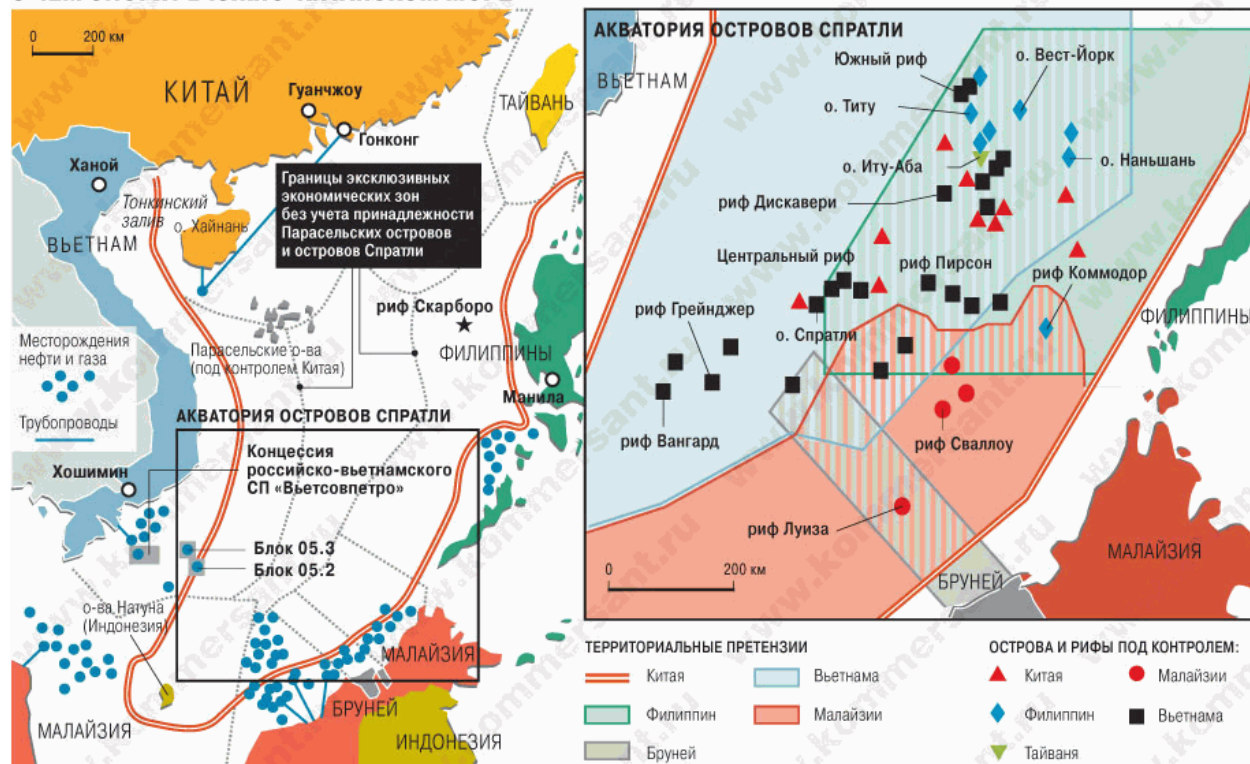 0
200 км
КИТАЙ
Гуанчжоу
Гонконг
ТАЙВАНЬ
Ханой
Тонкинский
залив
о. Хайнань
ВЬЕТНАМ
Границы эксклюзивных
экономических зон
без учета принадлежности
Парасельских островов
и островов Спратли
риф Скарборо
ФИЛИППИНЫ
Манила
Парасельские о-ва
(под контролем Китая)
Месторождения
нефти и газа
Трубопроводы
АКВАТОРИЯ ОСТРОВОВ СПРАТЛИ
Концессия
российско-вьетнамского
СП «Вьетсовпетро»
Хошимин
Блок 05.3
Блок 05.2
о-ва Натуна
(Индонезия)
МАЛАЙЗИЯ
МАЛАЙЗИЯ
БРУНЕЙ
ИНДОНЕЗИЯ
АКВАТОРИЯ ОСТРОВОВ СПРАТЛИ
ВЬЕТНАМ
Южный риф
о. Вест-Йорк
о. Титу
о. Иту-Аба
о. Наньшань
риф Дискавери
Центральный риф
риф Пирсон
риф Коммодор
риф Грейнджер
о. Спратли
ФИЛИППИНЫ
риф Вангард
риф Сваллоу
риф Луиза
0
200 км
БРУНЕЙ
МАЛАЙЗИЯ
ТЕРРИТОРИАЛЬНЫЕ ПРЕТЕНЗИИ
Китая
Вьетнама
Филиппин
Малайзии
Бруней
ОСТРОВА И РИФЫ ПОД КОНТРОЛЕМ:
Китая
Малайзии
Филиппин
Вьетнама
Тайваня
www.kommersant.ru